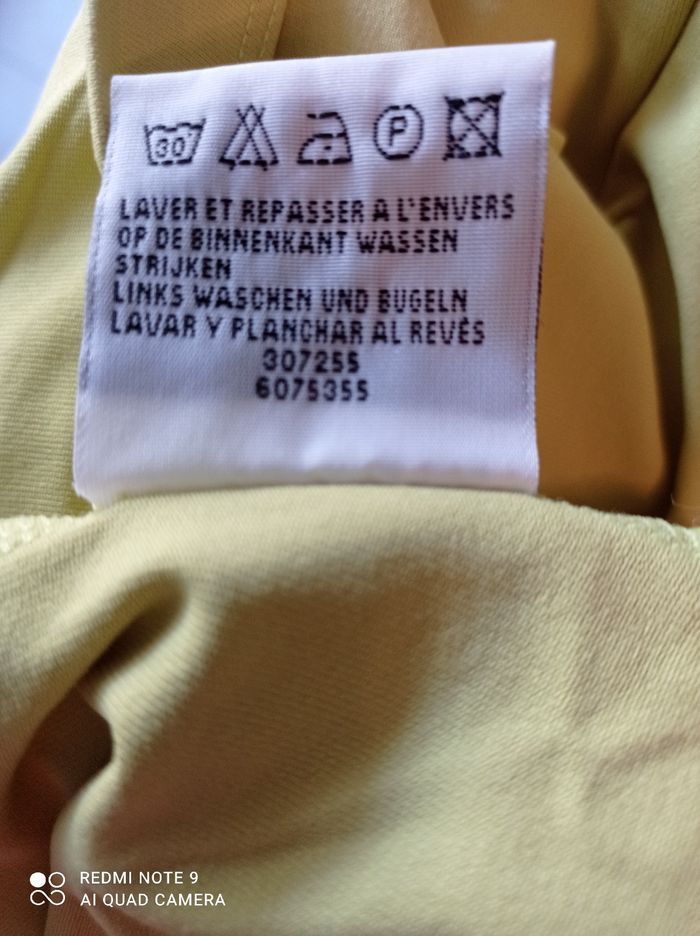 30 P
LAVER ET REPASSER A L'ENVERS
OP DE BINNENKANT WASSEN
STRIJKEN
LINKS WASCHEN UND BUGELN
LAVAR Y PLANCHAR AL REVÉS
307255
6075355
REDMI NOTE 9
AI QUAD CAMERA